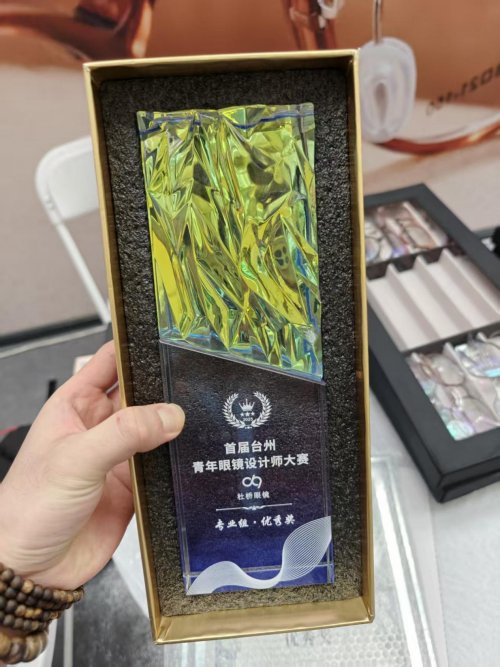 首届台州
青年眼镜设计师大赛
杜桥眼镜
专业组·优秀奖